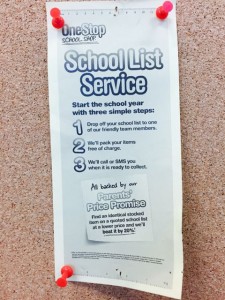 OneStop
SCHOOL SHOP
School List
Service
Start the school year
with three simple steps:
1 Drop off your school list to one
of our friendly team members.
2 We'll pack your items
free of charge.
3 We'll call or SMS you
when it is ready to collect.
All backed by our
Parents'
Price Promise
Find an identical stocked
item on a quoted school list
at a lower price and we'll
beat it by 20%.*